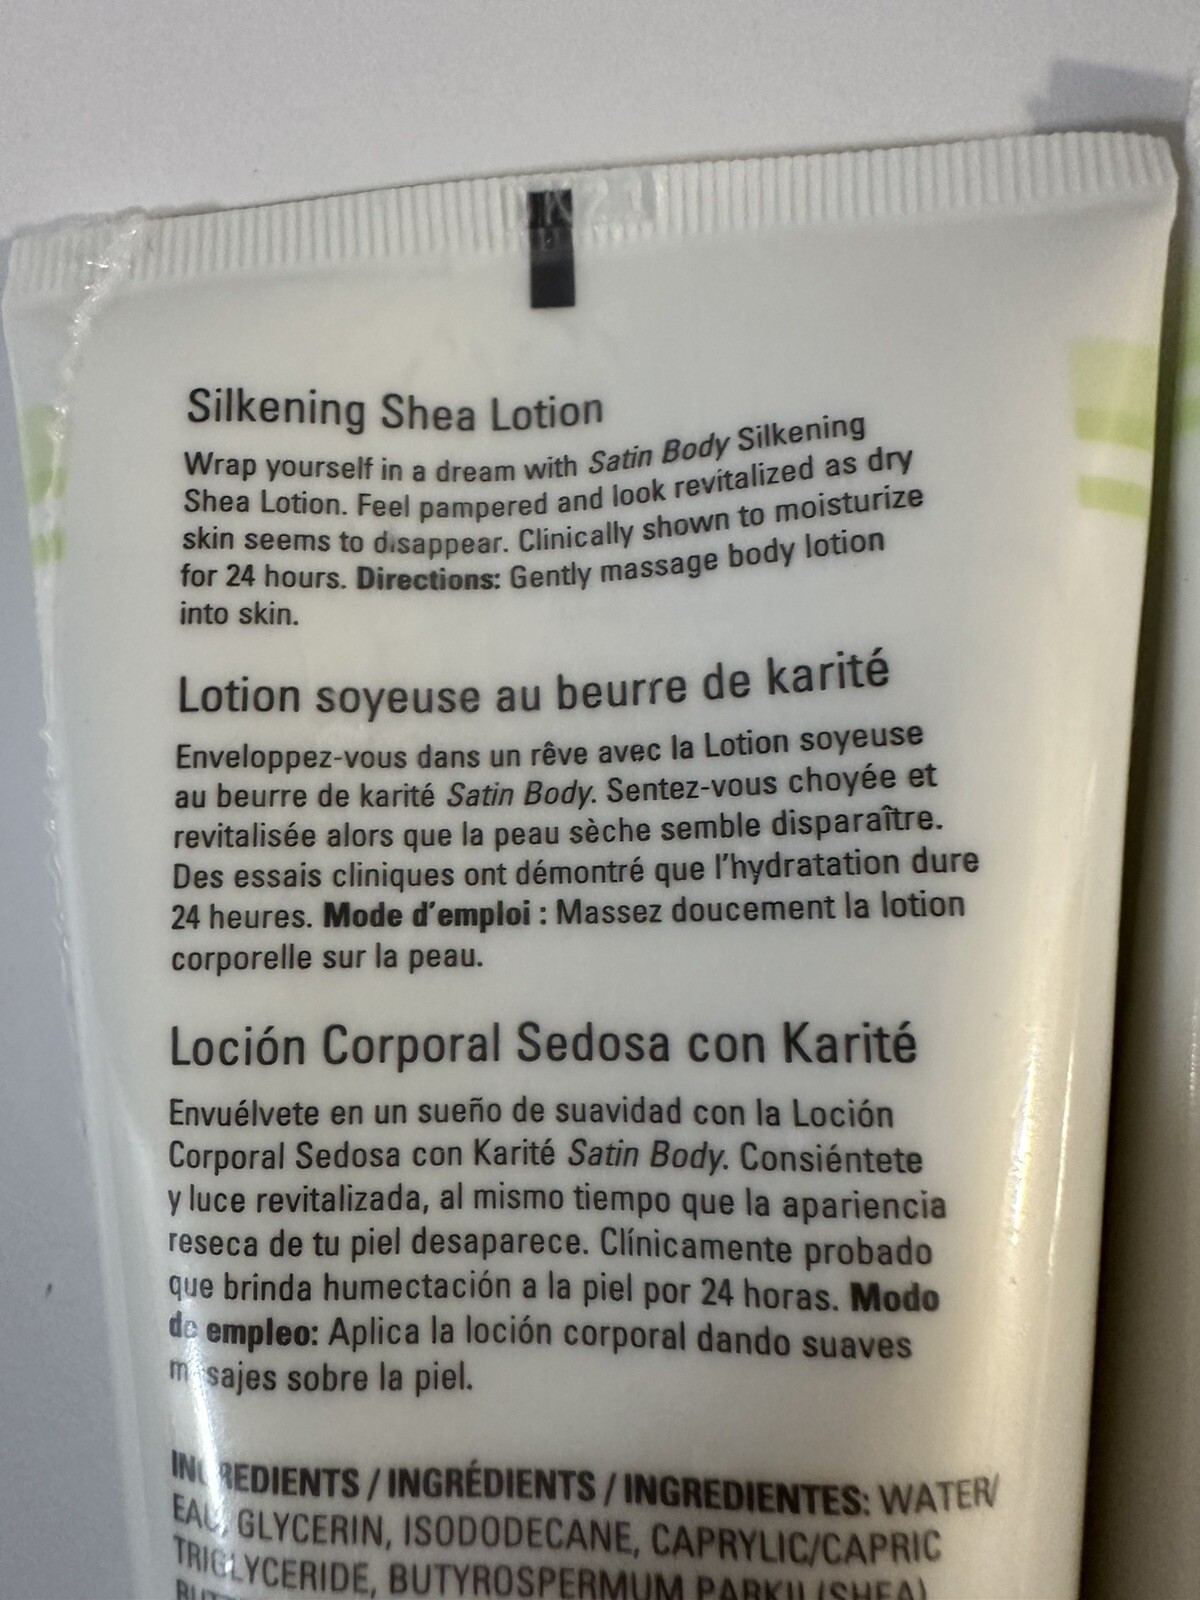 Silkening Shea Lotion
Wrap yourself in a dream with Satin Body Silkening
Shea Lotion. Feel pampered and look revitalized as dry
skin seems to disappear. Clinically shown to moisturize
for 24 hours. Directions: Gently massage body lotion
into skin.
Lotion soyeuse au beurre de karité
Enveloppez-vous dans un rêve avec la Lotion soyeuse
au beurre de karité Satin Body. Sentez-vous choyée et
revitalisée alors que la peau sèche semble disparaître.
Des essais cliniques ont démontré que l'hydratation dure
24 heures. Mode d'emploi : Massez doucement la lotion
corporelle sur la peau.
Loción Corporal Sedosa con Karité
Envuélvete en un sueño de suavidad con la Loción
Corporal Sedosa con Karité Satin Body. Consiéntete
y luce revitalizada, al mismo tiempo que la apariencia
reseca de tu piel desaparece. Clínicamente probado
que brinda humectación a la piel por 24 horas. Modo
de empleo: Aplica la loción corporal dando suaves
masajes sobre la piel.
INGREDIENTS / INGRÉDIENTS / INGREDIENTES: WATER/
EAU, GLYCERIN, ISODODECANE, CAPRYLIC/CAPRIC
TRIGLYCERIDE, BUTYROSPERMUM PARKII (SHEA)